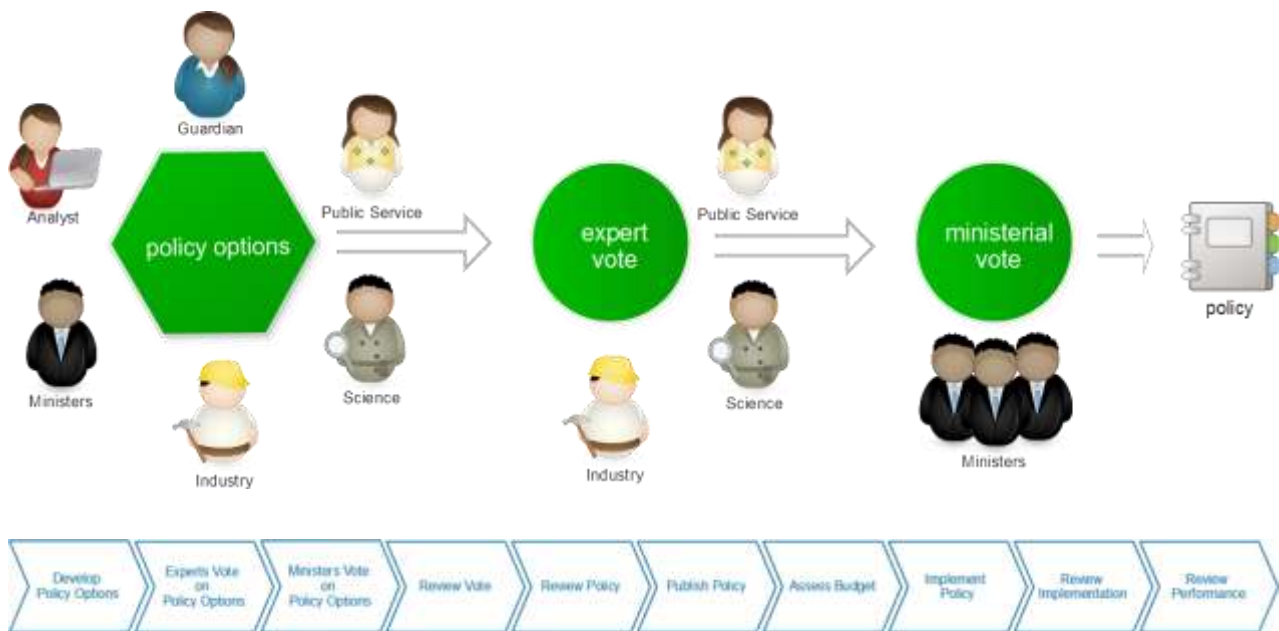 Guardian
Analyst
Public Service
policy options
Ministers
Science
Industry
expert
vote
Public Service
Science
Industry
ministerial
vote
Ministers
policy
Develop
Policy Options
Experts Vote
on
Policy Options
Ministers Vote
on
Policy Options
Review Vote
Review Policy
Publish Policy
Assess Budget
Implement
Policy
Review
Implementation
Review
Performance